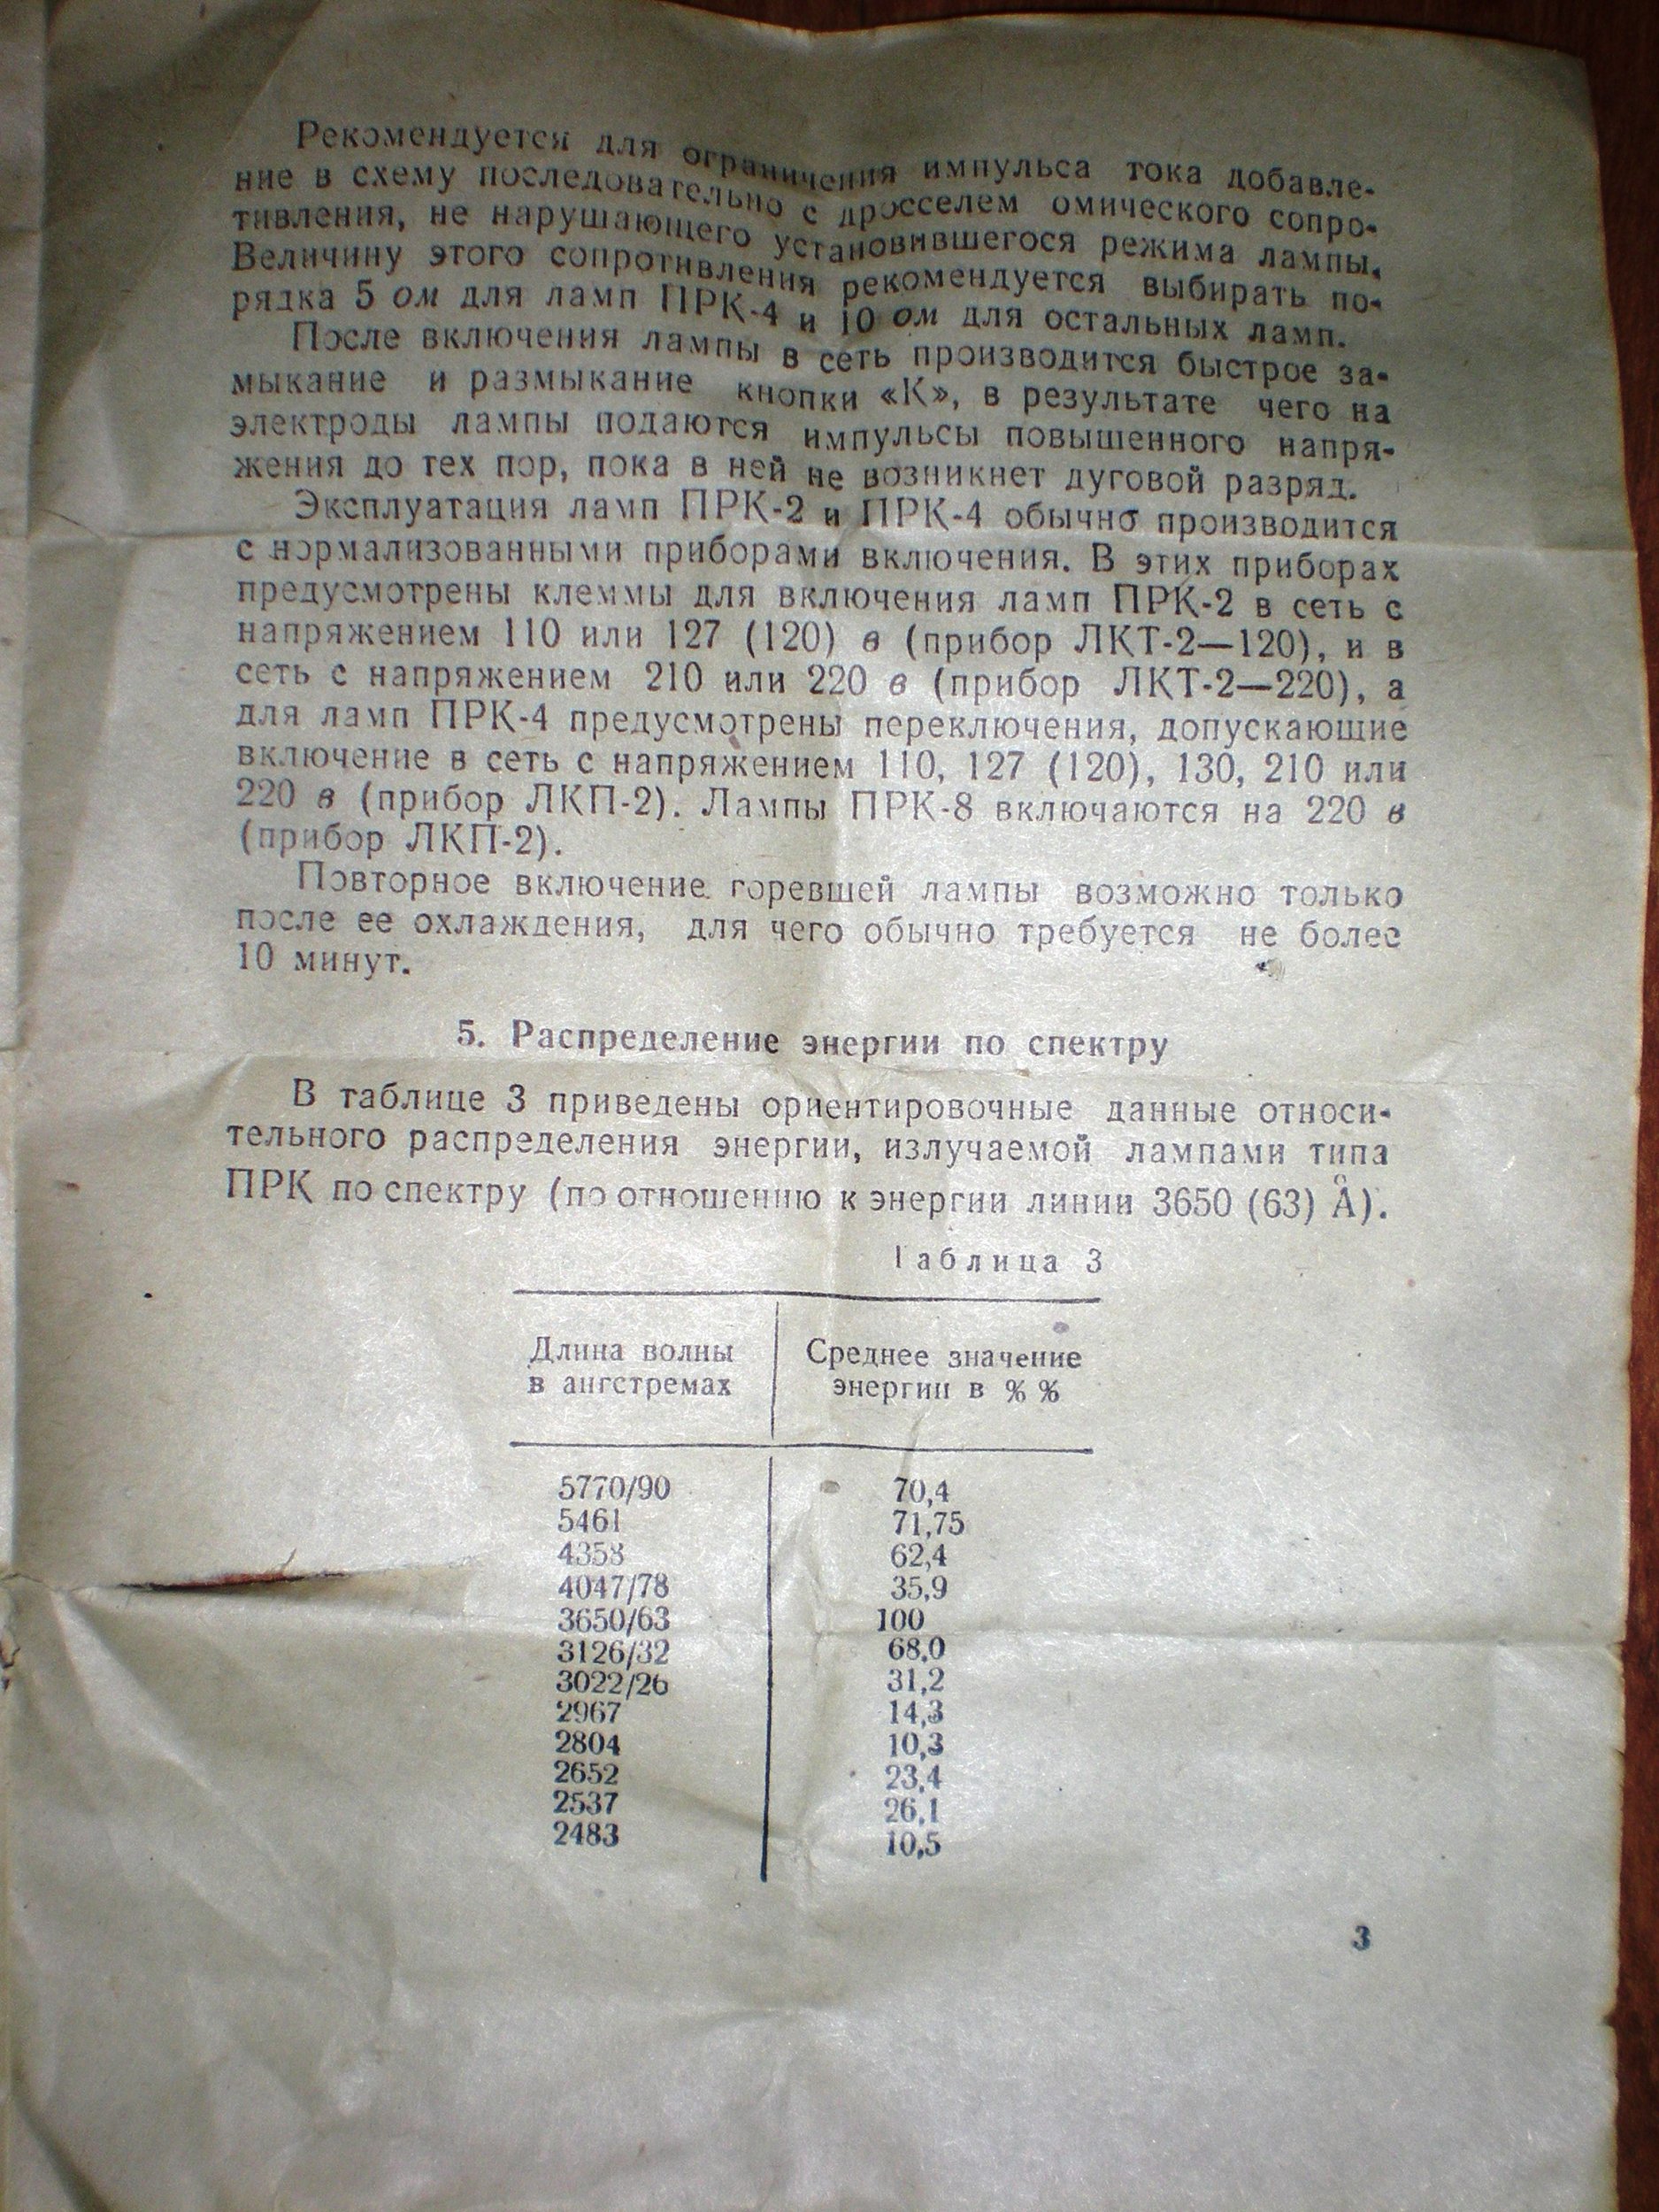 Рекомендуется для ограничения импульса тока добавле-
ние в схему последовательно с дросселем омического сопро-
тивления, не нарушающего установившегося режима лампы.
Величину этого сопротивления рекомендуется выбирать по-
рядка 5 ом для ламп ПРК-4 и 10 ом для остальных ламп.
После включения лампы в сеть производится быстрое за-
мыкание и размыкание кнопки «К», в результате чего на
электроды лампы подаются импульсы повышенного напря-
жения до тех пор, пока в ней не возникнет дуговой разряд.
Эксплуатация ламп ПРК-2 и ПРК-4 обычно производится
с нормализованными приборами включения. В этих приборах
предусмотрены клеммы для включения ламп ПРК-2 в сеть с
напряжением 110 или 127 (120) в (прибор ЛКТ-2—120), и в
сеть с напряжением 210 или 220 в (прибор ЛКТ-2—220), а
для ламп ПРК-4 предусмотрены переключения, допускающие
включение в сеть с напряжением 110, 127 (120), 130, 210 или
220 в (прибор ЛКП-2). Лампы ПРК-8 включаются на 220 в
(прибор ЛКП-2).
Повторное включение горевшей лампы возможно только
после ее охлаждения, для чего обычно требуется не более
10 минут.
5. Распределение энергии по спектру
В таблице 3 приведены ориентировочные данные относи-
тельного распределения энергии, излучаемой лампами типа
ПРК по спектру (по отношению к энергии линии 3650 (63) Å).
Таблица 3
Длина волны Среднее значение
в ангстремах энергии в % %
5770/90 70,4
5461 71,75
4358 62,4
4047/78 35,9
3650/63 100
3126/32 68,0
3022/26 31,2
2967 14,3
2804 10,3
2652 23,4
2537 26,1
2483 10,5
3